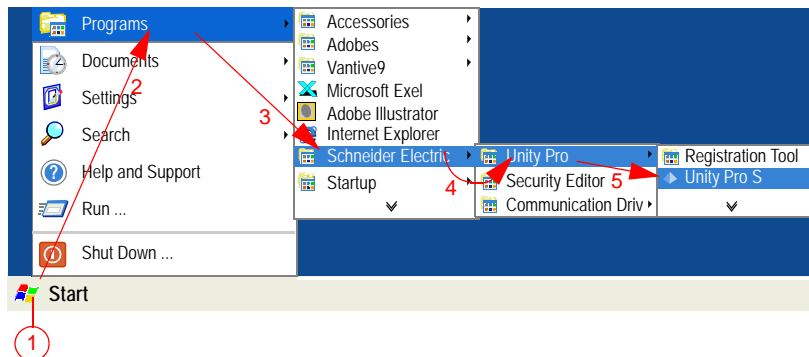 Programs
Documents
Settings
Search
Help and Support
Run ...
Shut Down ...
Start
Accessories
Adobes
Vantive9
Microsoft Exel
Adobe Illustrator
Internet Explorer
Schneider Electric
Startup
Unity Pro
Security Editor
Communication Driv
Registration Tool
Unity Pro S
1
2
3
4
5